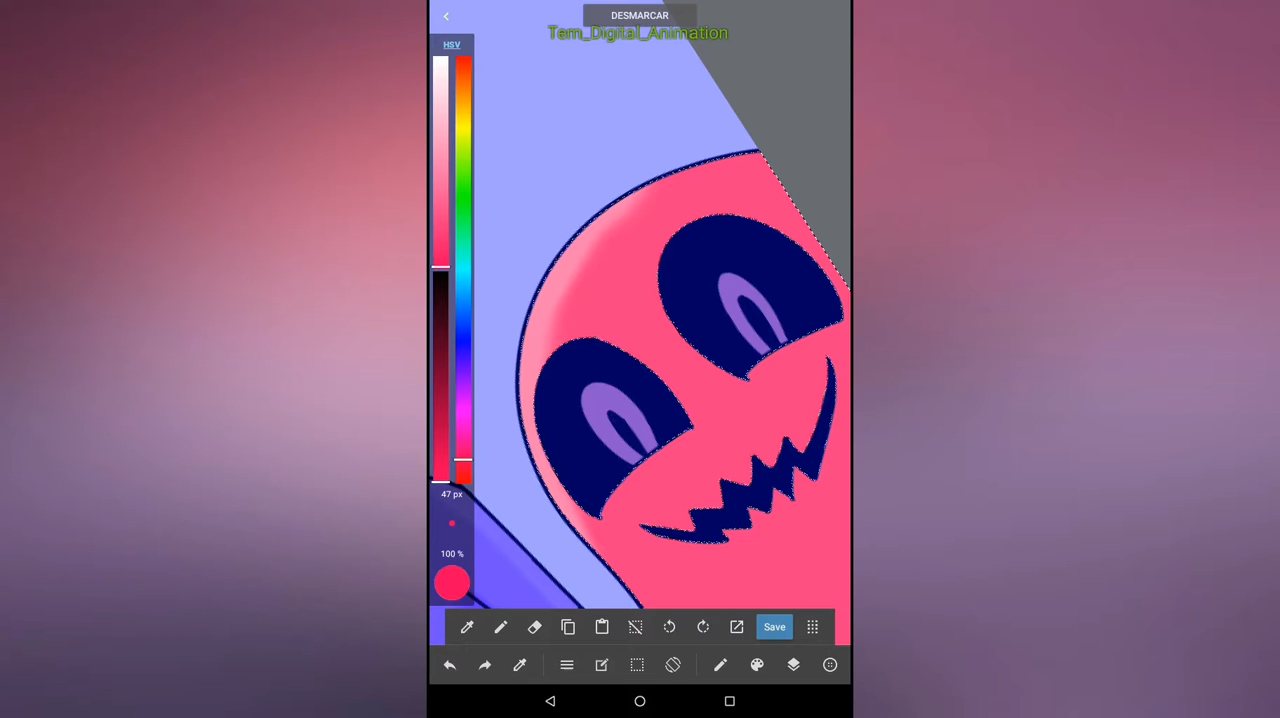 DESMARCAR
Tem_Digital_Animation
HSV
47 px
100 %
Save